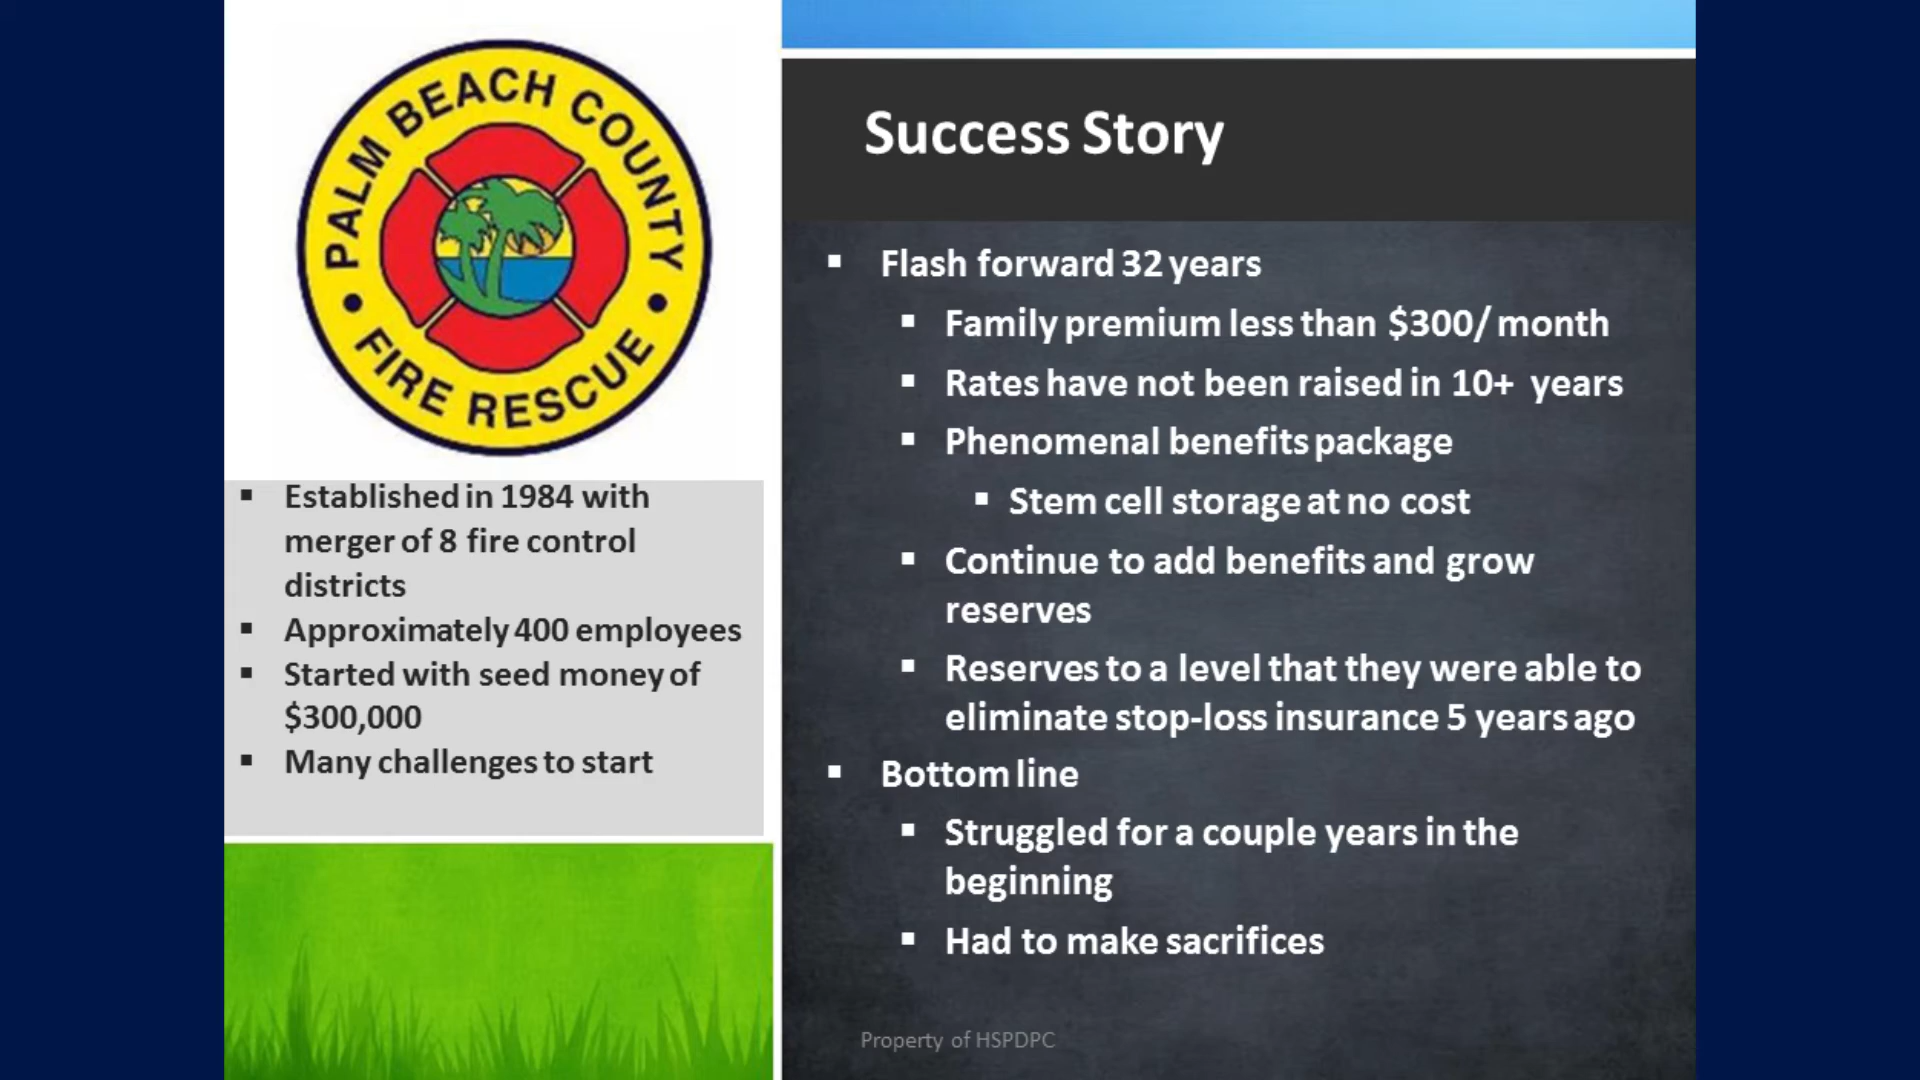 PALM BEACH COUNTY
• FIRE RESCUE •
▪ Established in 1984 with
merger of 8 fire control
districts
▪ Approximately 400 employees
▪ Started with seed money of
$300,000
▪ Many challenges to start
Success Story
▪ Flash forward 32 years
▪ Family premium less than $300/ month
▪ Rates have not been raised in 10+ years
▪ Phenomenal benefits package
▪ Stem cell storage at no cost
▪ Continue to add benefits and grow
reserves
▪ Reserves to a level that they were able to
eliminate stop-loss insurance 5 years ago
▪ Bottom line
▪ Struggled for a couple years in the
beginning
▪ Had to make sacrifices
Property of HSPDPC